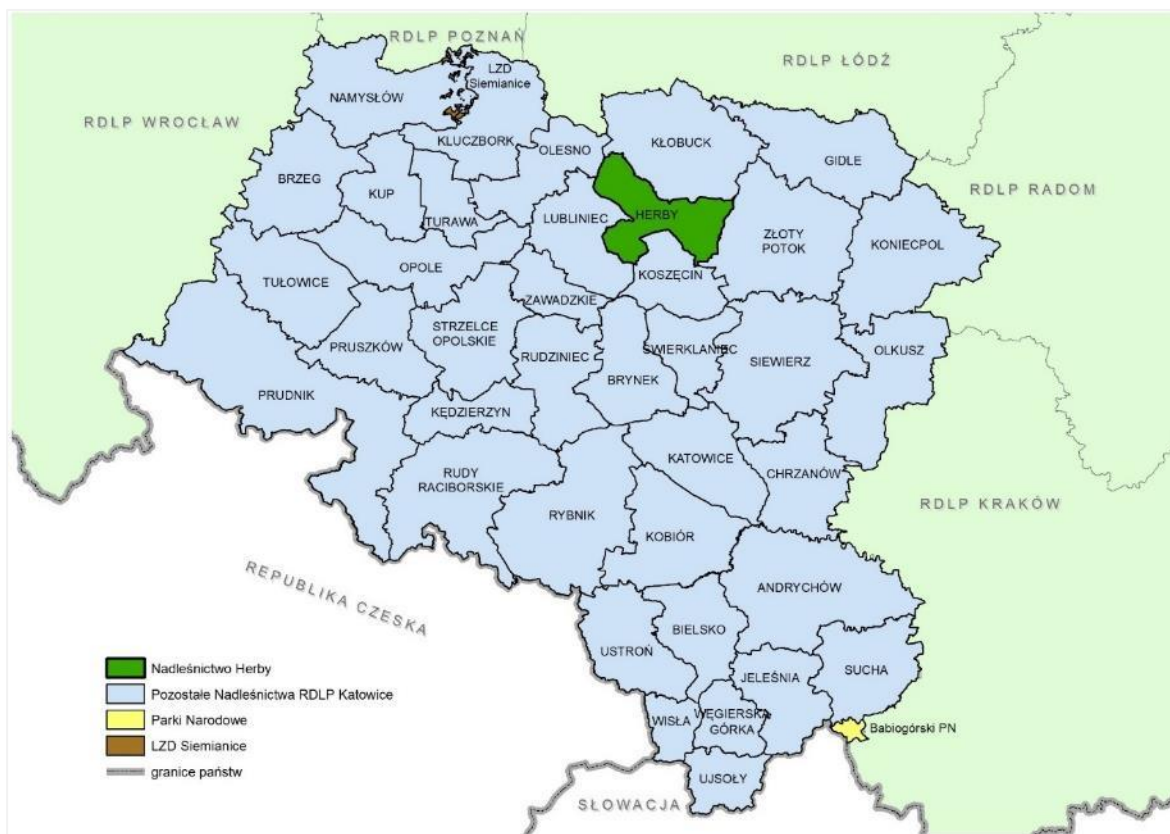 RDLP POZNAŃ
LZD
Siemianice
RDLP ŁÓDŹ
NAMYSŁÓW
RDLP WROCŁAW
KLUCZBORK
OLESNO
KŁOBUCK
GIDLE
BRZEG
KUP
RDLP RADOM
TURAWA
LUBLINIEC
HERBY
ZŁOTY
POTOK
KONIECPOL
OPOLE
KOSZĘCIN
TUŁOWICE
ZAWADZKIE
STRZELCE
OPOLSKIE
PRUSZKÓW
RUDZINIEC
ŚWIERKLANIEC
SIEWIERZ
OLKUSZ
BRYNEK
PRUDNIK
KĘDZIERZYN
KATOWICE
CHRZANÓW
RUDY
RACIBORSKIE
RYBNIK
RDLP KRAKÓW
KOBIÓR
REPUBLIKA CZESKA
ANDRYCHÓW
BIELSKO
USTROŃ
SUCHA
JELEŚNIA
WISŁA
WĘGIERSKA
GÓRKA
Babiogórski PN
UJSOŁY
SŁOWACJA
Nadleśnictwo Herby
Pozostałe Nadleśnictwa RDLP Katowice
Parki Narodowe
LZD Siemianice
granice państw